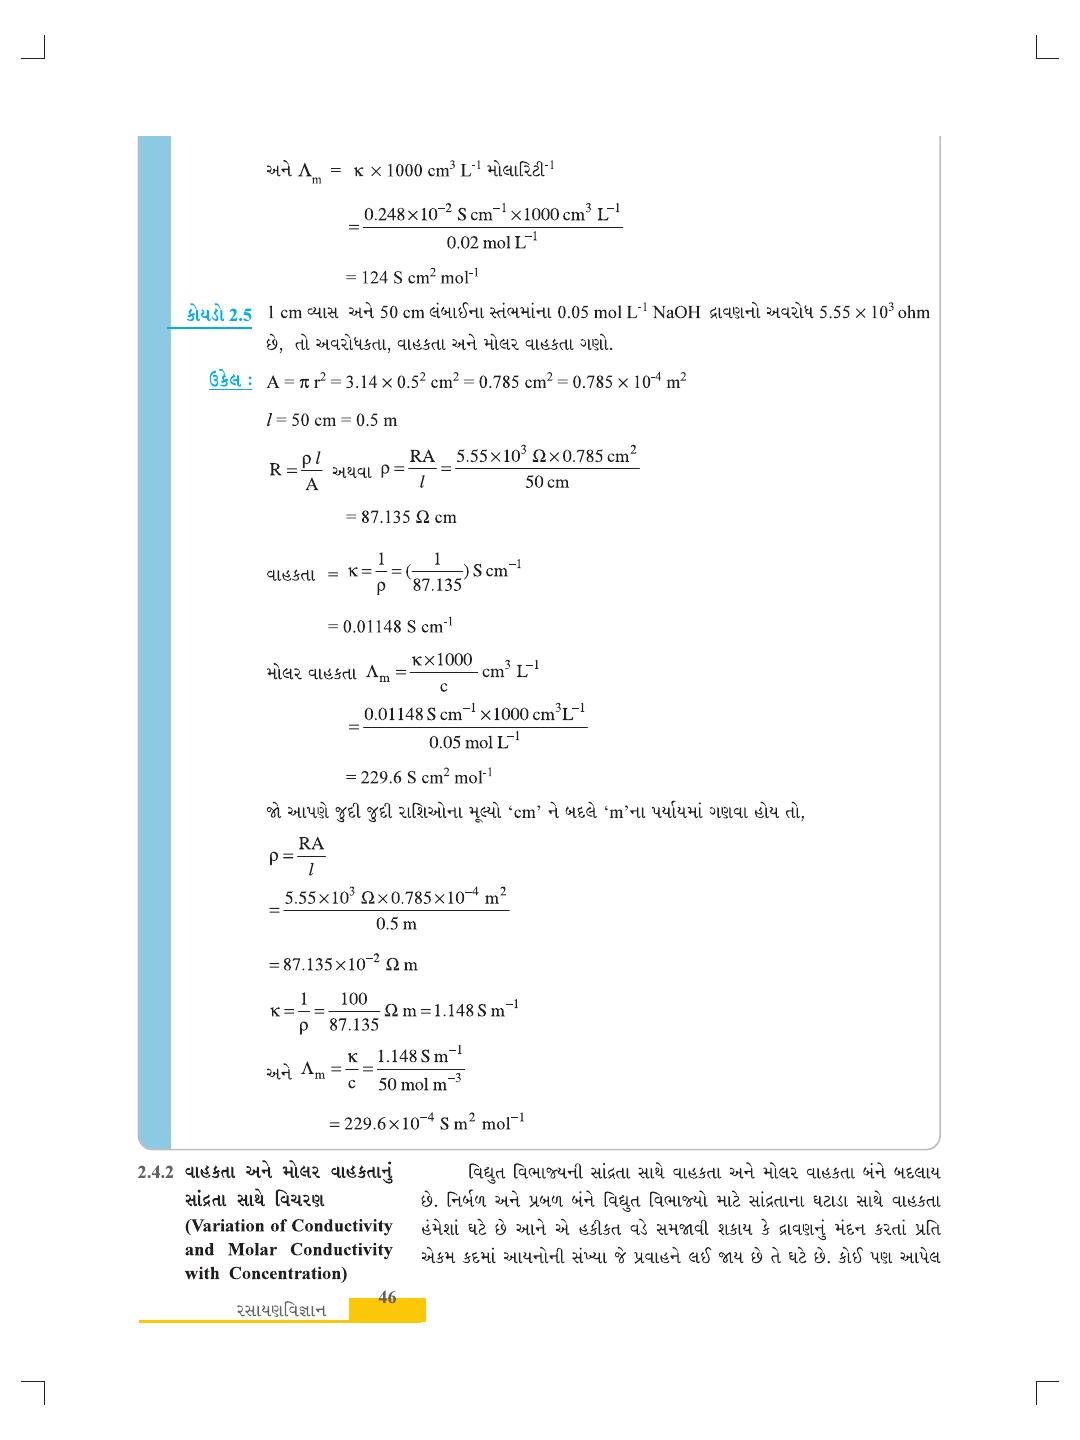 અને Λm = κ × 1000 cm³ L⁻¹ મોલારિટી⁻¹
= 0.248×10⁻² S cm⁻¹ ×1000 cm³ L⁻¹ / 0.02 mol L⁻¹
= 124 S cm² mol⁻¹
કોયડો 2.5 1 cm વ્યાસ અને 50 cm લંબાઈના સ્તંભમાંના 0.05 mol L⁻¹ NaOH દ્રાવણનો અવરોધ 5.55 × 10³ ohm
છે, તો અવરોધકતા, વાહકતા અને મોલર વાહકતા ગણો.
ઉકેલ : A = π r² = 3.14 × 0.5² cm² = 0.785 cm² = 0.785 × 10⁻⁴ m²
l = 50 cm = 0.5 m
R = ρ l / A અથવા ρ = RA / l = 5.55×10³ Ω×0.785 cm² / 50 cm
= 87.135 Ω cm
વાહકતા = κ = 1 / ρ = (1 / 87.135) S cm⁻¹
= 0.01148 S cm⁻¹
મોલર વાહકતા Λm = κ×1000 / c cm³ L⁻¹
= 0.01148 S cm⁻¹ ×1000 cm³L⁻¹ / 0.05 mol L⁻¹
= 229.6 S cm² mol⁻¹
જો આપણે જુદી જુદી રાશિઓના મૂલ્યો ‘cm’ ને બદલે ‘m’ના પર્યાયમાં ગણવા હોય તો,
ρ = RA / l
= 5.55×10³ Ω×0.785×10⁻⁴ m² / 0.5 m
= 87.135×10⁻² Ω m
κ = 1 / ρ = 100 / 87.135 Ω m = 1.148 S m⁻¹
અને Λm = κ / c = 1.148 S m⁻¹ / 50 mol m⁻³
= 229.6×10⁻⁴ S m² mol⁻¹
2.4.2 વાહકતા અને મોલર વાહકતાનું
સાંદ્રતા સાથે વિચરણ
(Variation of Conductivity
and Molar Conductivity
with Concentration)
વિદ્યુત વિભાજ્યની સાંદ્રતા સાથે વાહકતા અને મોલર વાહકતા બંને બદલાય
છે. નિર્બળ અને પ્રબળ બંને વિદ્યુત વિભાજ્યો માટે સાંદ્રતાના ઘટાડા સાથે વાહકતા
હંમેશાં ઘટે છે આને એ હકીકત વડે સમજાવી શકાય કે દ્રાવણનું મંદન કરતાં પ્રતિ
એકમ કદમાં આયનોની સંખ્યા જે પ્રવાહને લઈ જાય છે તે ઘટે છે. કોઈ પણ આપેલ
46
રસાયણવિજ્ઞાન